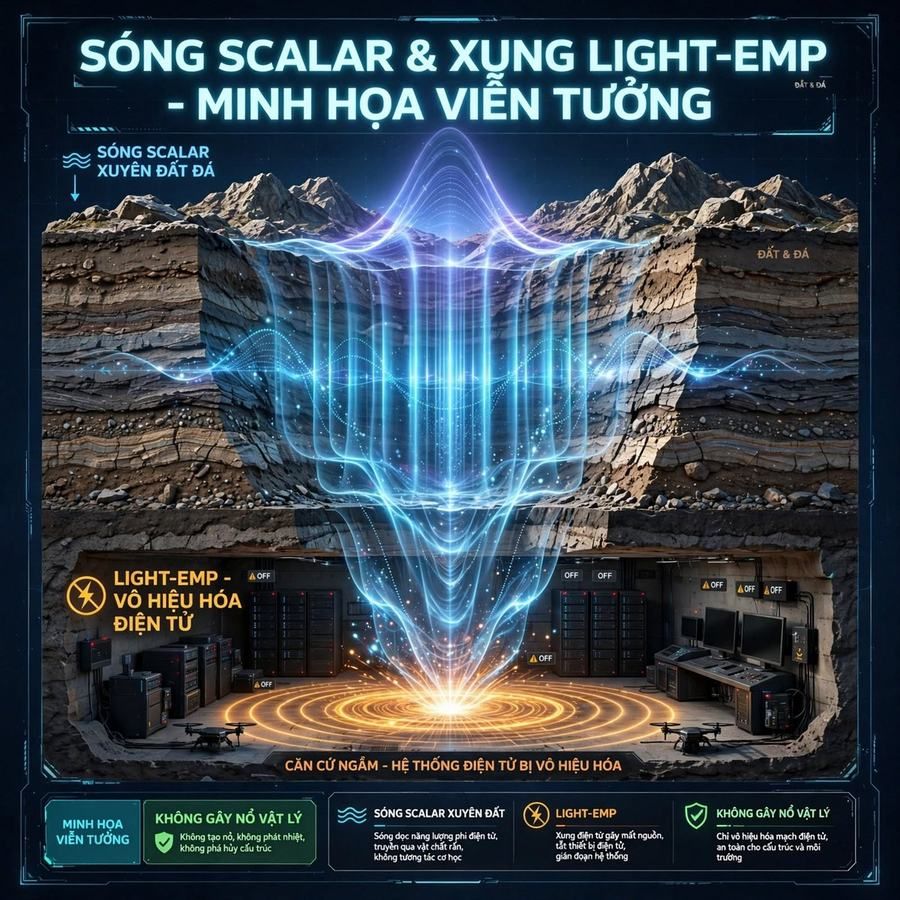 SÓNG SCALAR & XUNG LIGHT-EMP
- MINH HỌA VIỄN TƯỞNG
ĐẤT & ĐÁ
SÓNG SCALAR
XUYÊN ĐẤT ĐÁ
ĐẤT & ĐÁ
LIGHT-EMP -
VÔ HIỆU HÓA
ĐIỆN TỬ
OFF
OFF
OFF
OFF
OFF
OFF
OFF
OFF
CĂN CỨ NGẦM - HỆ THỐNG ĐIỆN TỬ BỊ VÔ HIỆU HÓA
MINH HỌA
VIỄN TƯỞNG
KHÔNG GÂY NỔ VẬT LÝ
Không tạo nổ, không phát nhiệt,
không phá hủy cấu trúc
SÓNG SCALAR XUYÊN ĐẤT
Sóng dọc năng lượng phi điện tử,
truyền qua vật chất rắn,
không tương tác cơ học
LIGHT-EMP
Xung điện từ gây mất nguồn,
tắt thiết bị điện tử,
gián đoạn hệ thống
KHÔNG GÂY NỔ VẬT LÝ
Chỉ vô hiệu hóa mạch điện tử,
an toàn cho cấu trúc và môi
trường